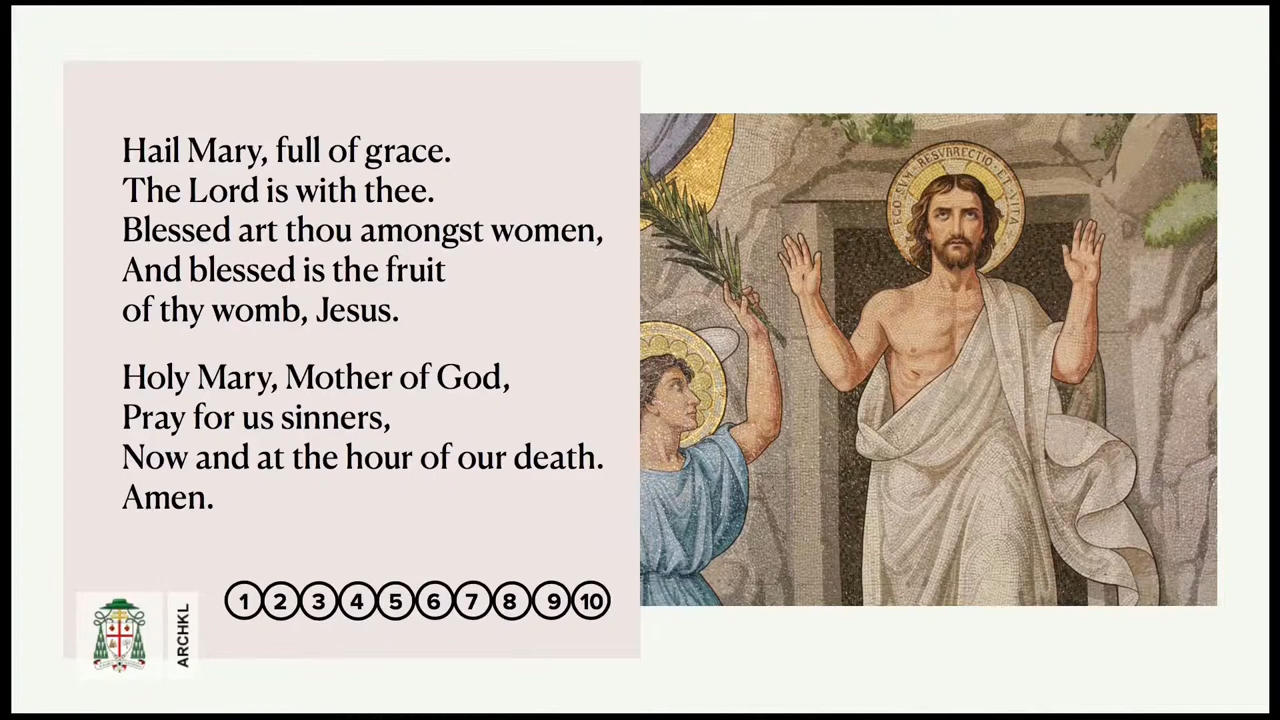 Hail Mary, full of grace.
The Lord is with thee.
Blessed art thou amongst women,
And blessed is the fruit
of thy womb, Jesus.
Holy Mary, Mother of God,
Pray for us sinners,
Now and at the hour of our death.
Amen.
1 2 3 4 5 6 7 8 9 10
ARCHKL
EGO SVM RESVRRECTIO ET VITA